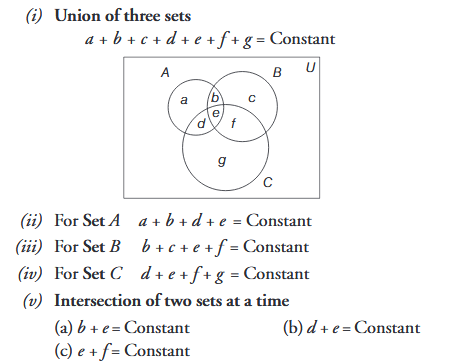 (i) Union of three sets
a + b + c + d + e + f + g = Constant
A B U
a b c
e
d f
g
C
(ii) For Set A a + b + d + e = Constant
(iii) For Set B b + c + e + f = Constant
(iv) For Set C d + e + f + g = Constant
(v) Intersection of two sets at a time
(a) b + e = Constant (b) d + e = Constant
(c) e + f = Constant